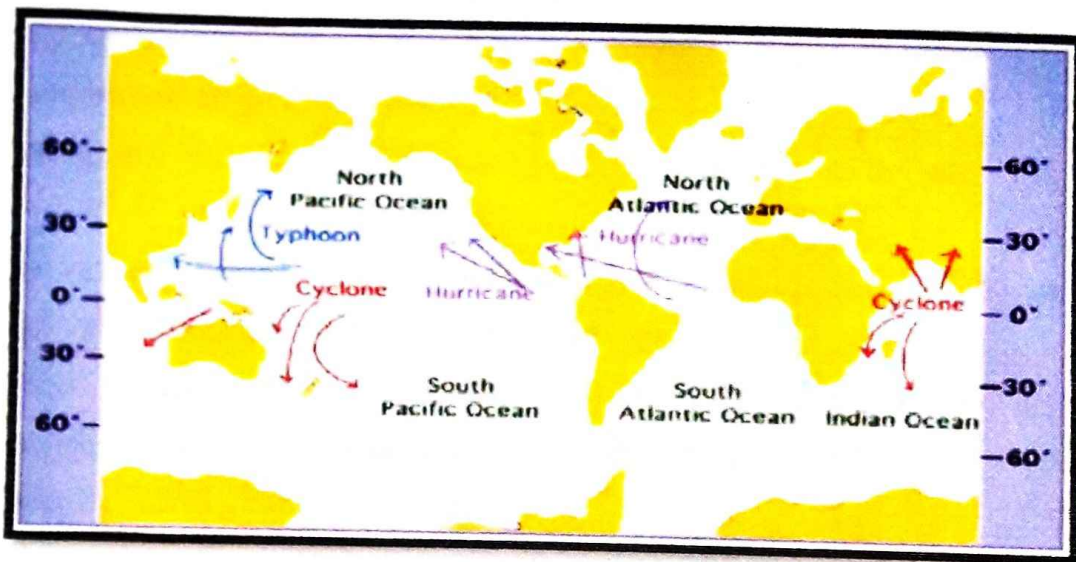 60°
30°
0°
30°
60°
North
Pacific Ocean
Typhoon
Cyclone
Hurricane
South
Pacific Ocean
North
Atlantic Ocean
Hurricane
South
Atlantic Ocean
Cyclone
Indian Ocean
60°
30°
0°
30°
60°